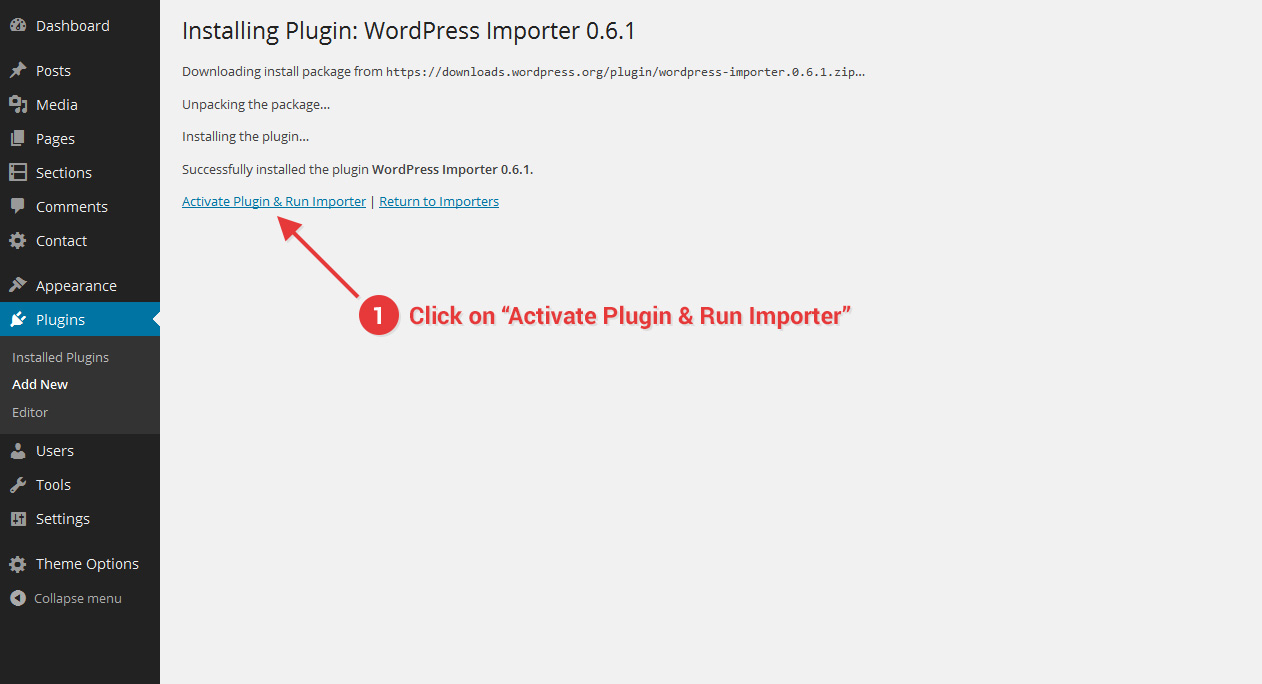 Dashboard
Posts
Media
Pages
Sections
Comments
Contact
Appearance
Plugins
Installed Plugins
Add New
Editor
Users
Tools
Settings
Theme Options
Collapse menu
Installing Plugin: WordPress Importer 0.6.1
Downloading install package from https://downloads.wordpress.org/plugin/wordpress-importer.0.6.1.zip…
Unpacking the package…
Installing the plugin…
Successfully installed the plugin WordPress Importer 0.6.1.
Activate Plugin & Run Importer | Return to Importers
1 Click on “Activate Plugin & Run Importer”